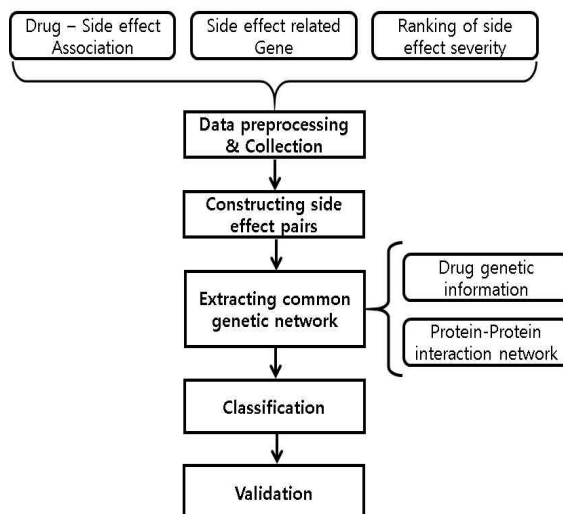 Drug – Side effect
Association
Side effect related
Gene
Ranking of side
effect severity
Data preprocessing
& Collection
Constructing side
effect pairs
Extracting common
genetic network
Drug genetic
information
Protein-Protein
interaction network
Classification
Validation